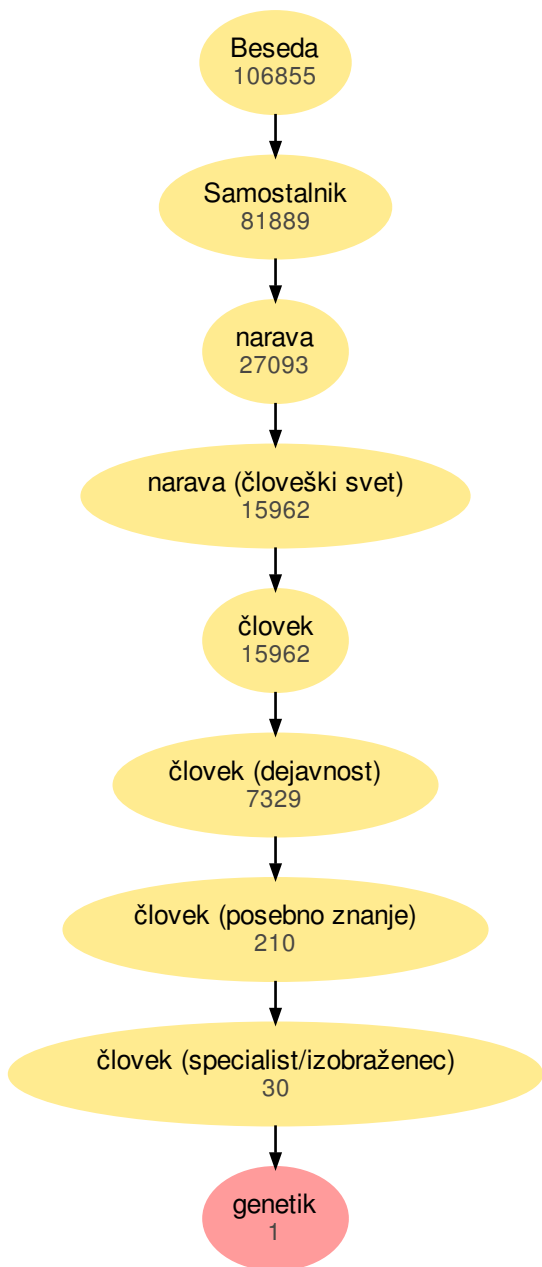 Beseda
106855
Samostalnik
81889
narava
27093
narava (človeški svet)
15962
človek
15962
človek (dejavnost)
7329
človek (posebno znanje)
210
človek (specialist/izobraženec)
30
genetik
1